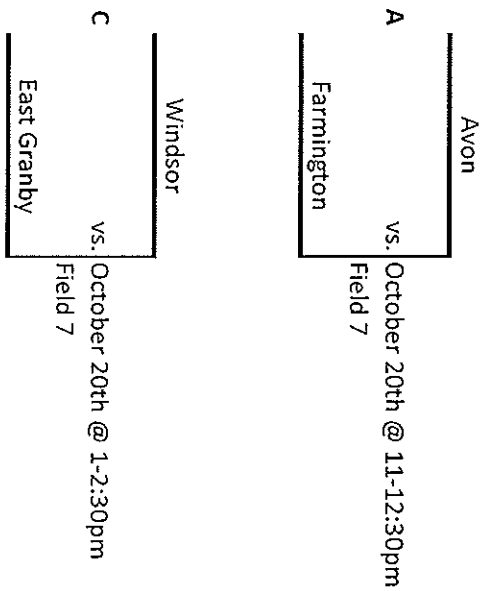 Avon
A
vs. October 20th @ 11-12:30pm
Farmington
Field 7
Windsor
C
vs. October 20th @ 1-2:30pm
East Granby
Field 7